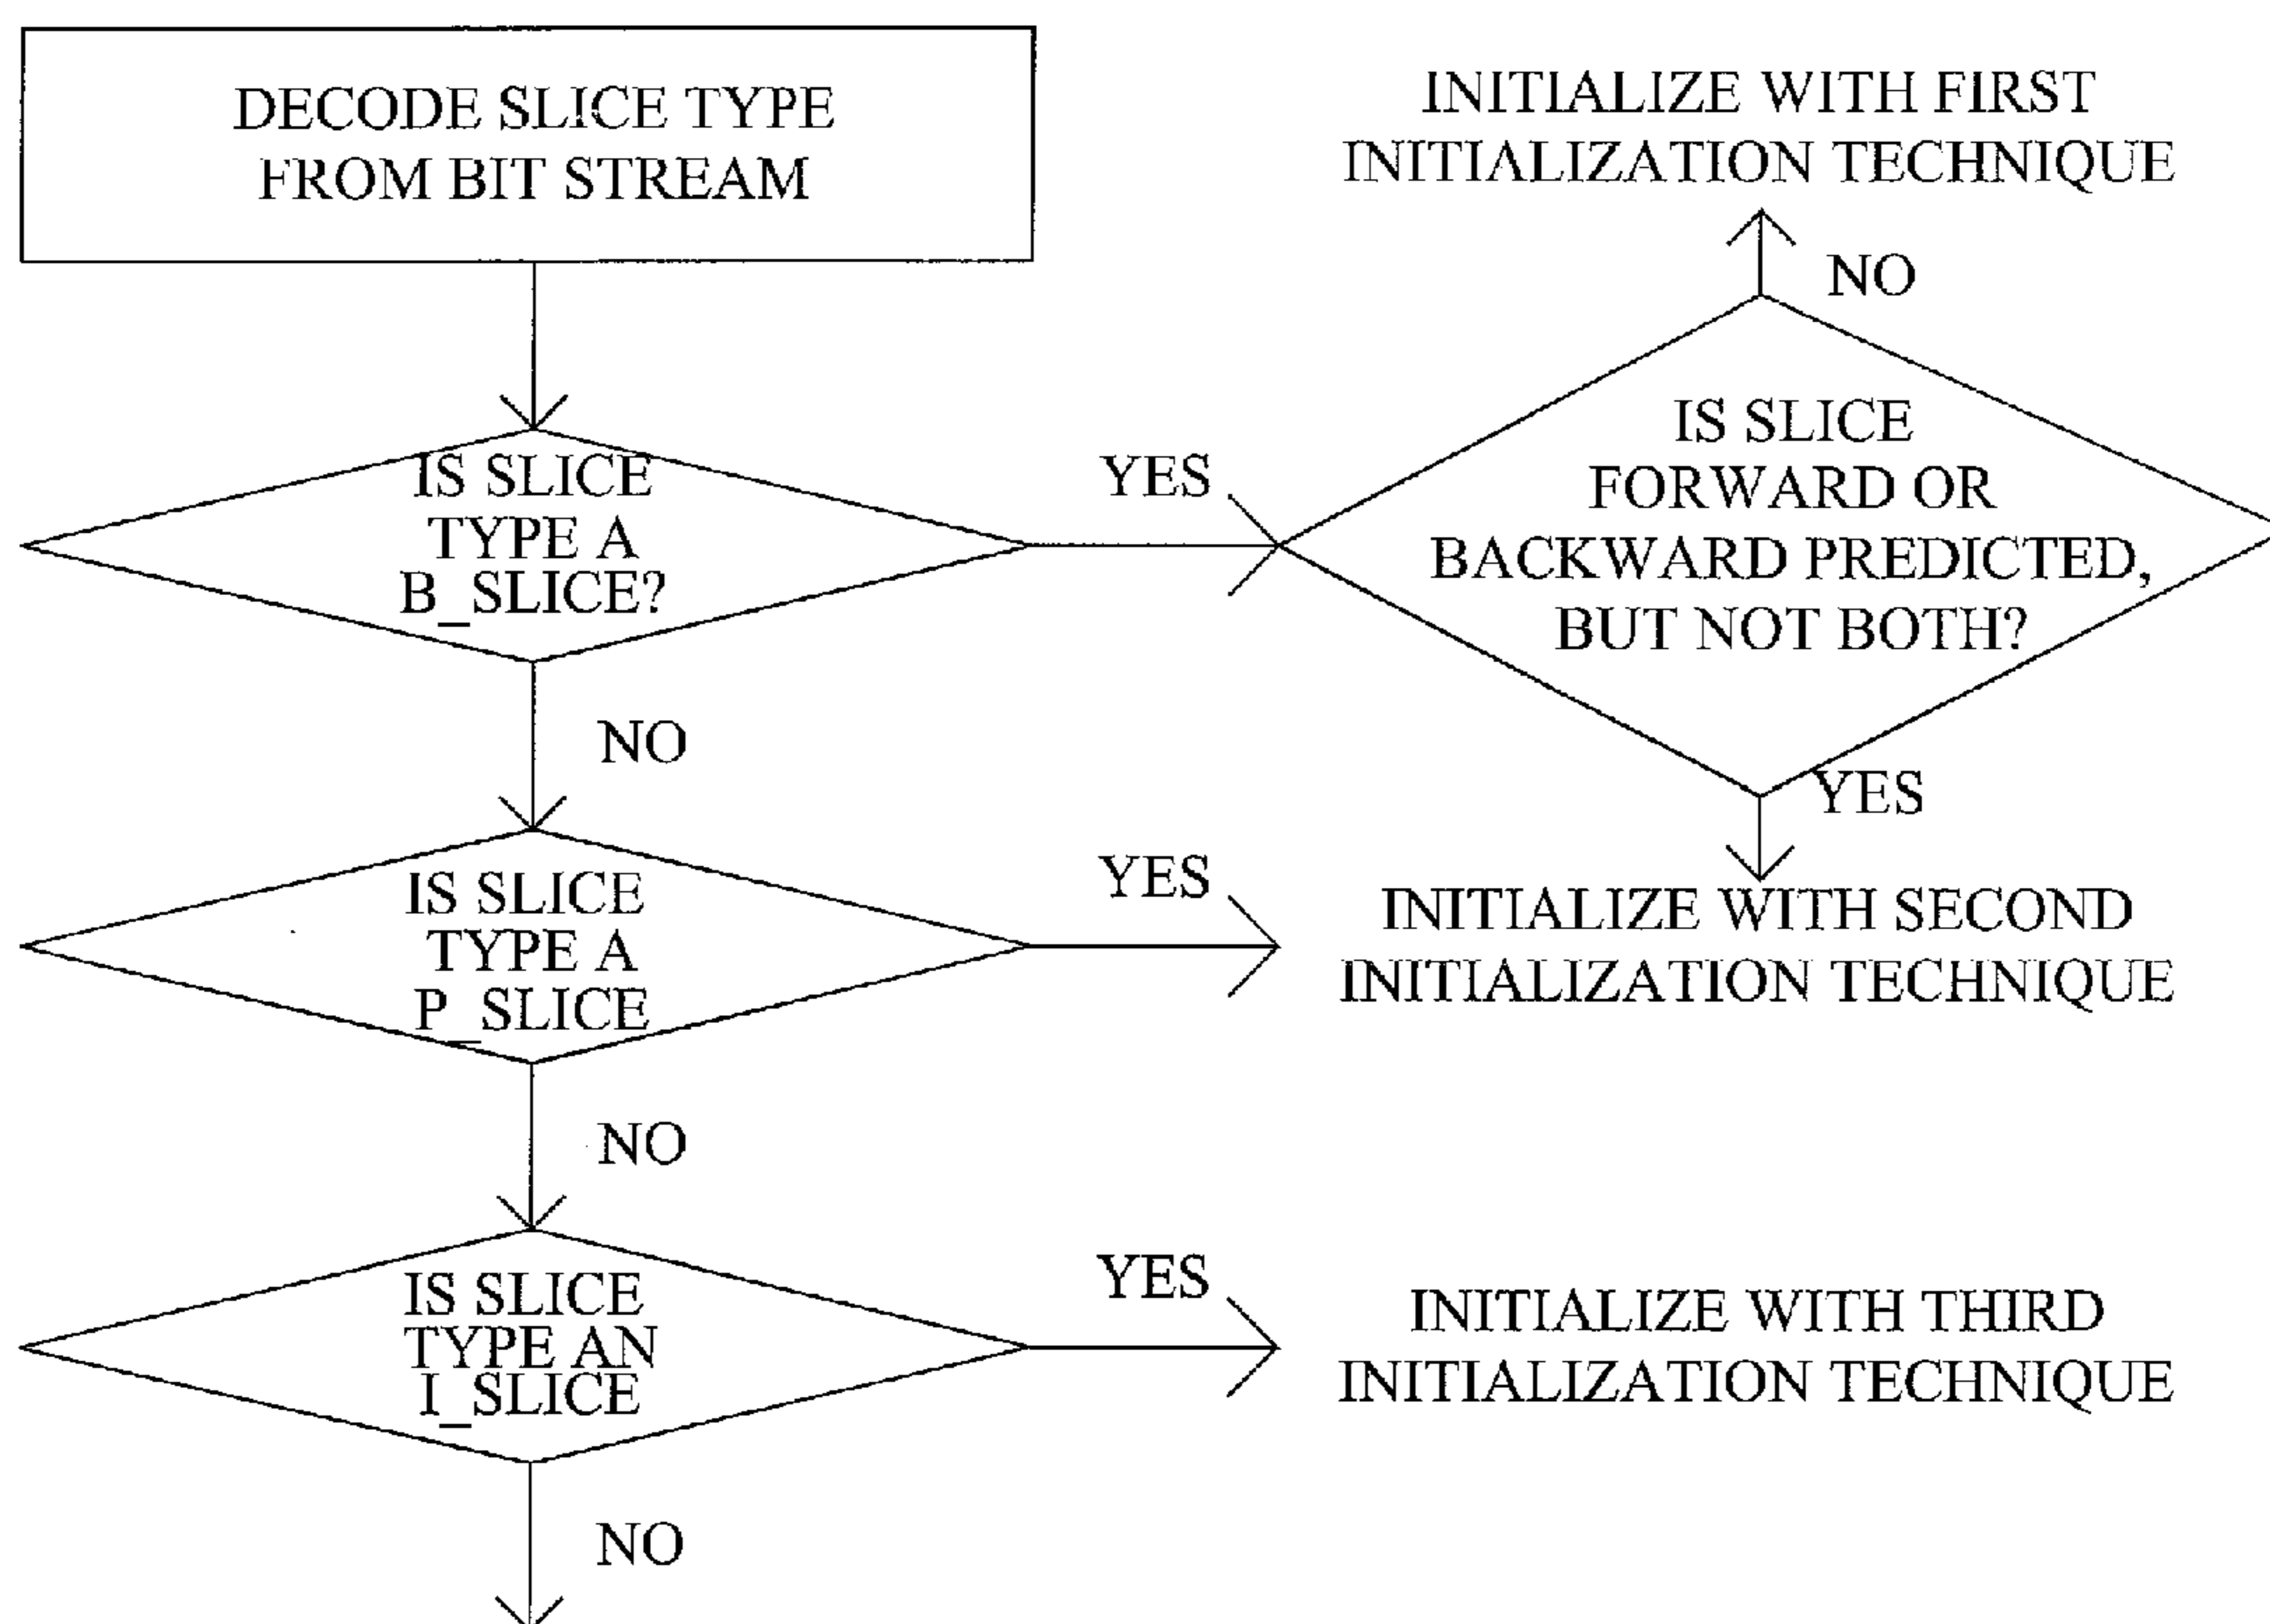 DECODE SLICE TYPE
FROM BIT STREAM
INITIALIZE WITH FIRST
INITIALIZATION TECHNIQUE
NO
IS SLICE
TYPE A
B_SLICE?
YES
IS SLICE
FORWARD OR
BACKWARD PREDICTED,
BUT NOT BOTH?
NO
YES
IS SLICE
TYPE A
P_SLICE
YES
INITIALIZE WITH SECOND
INITIALIZATION TECHNIQUE
NO
IS SLICE
TYPE AN
I_SLICE
YES
INITIALIZE WITH THIRD
INITIALIZATION TECHNIQUE
NO